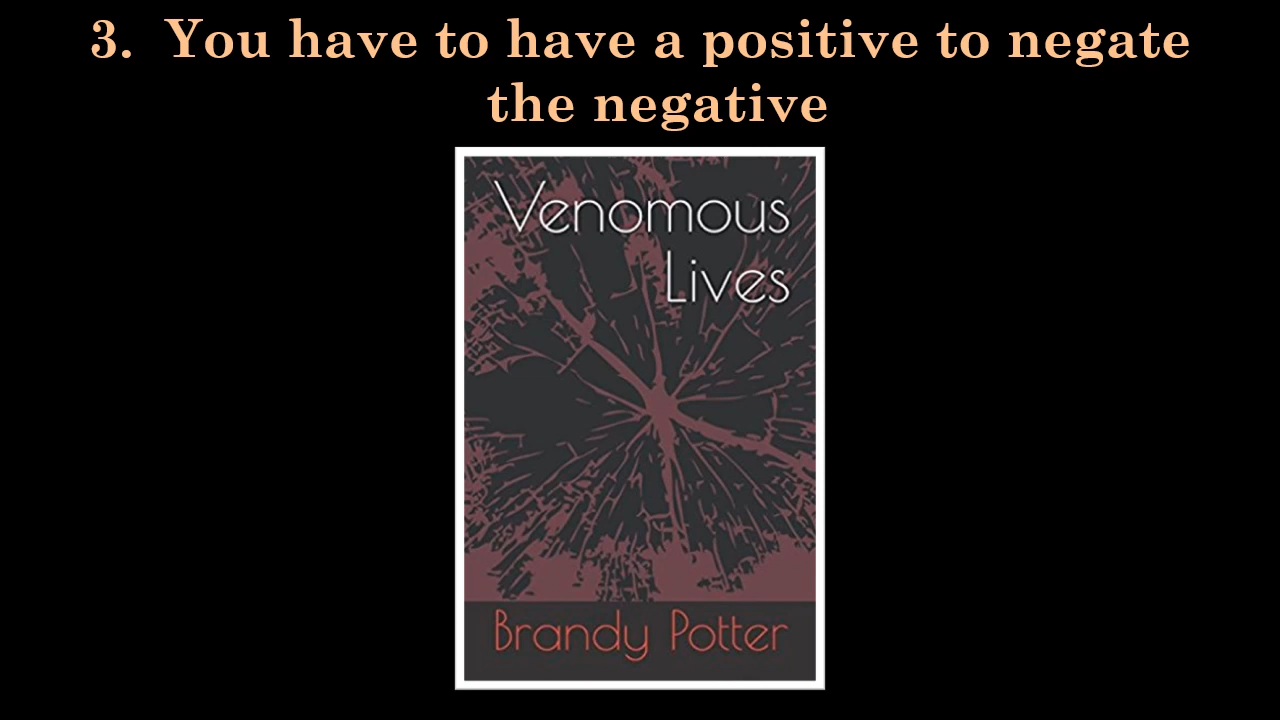 3. You have to have a positive to negate
the negative
Venomous
Lives
Brandy Potter